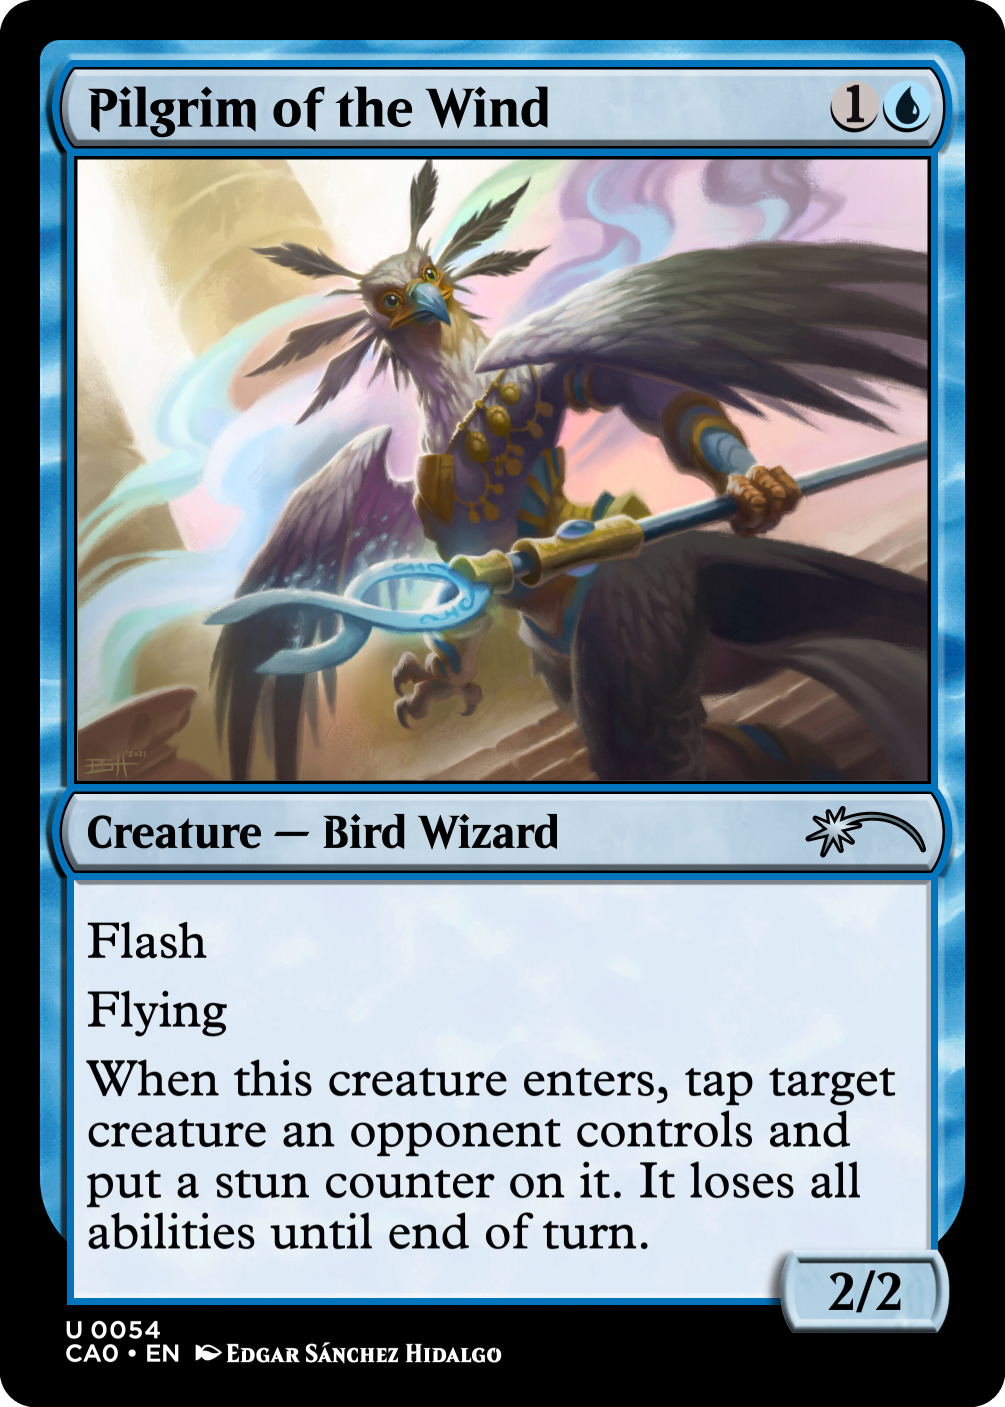 Pilgrim of the Wind 1
Creature — Bird Wizard
Flash
Flying
When this creature enters, tap target
creature an opponent controls and
put a stun counter on it. It loses all
abilities until end of turn.
2/2
U 0054
CAO • EN Edgar Sánchez Hidalgo